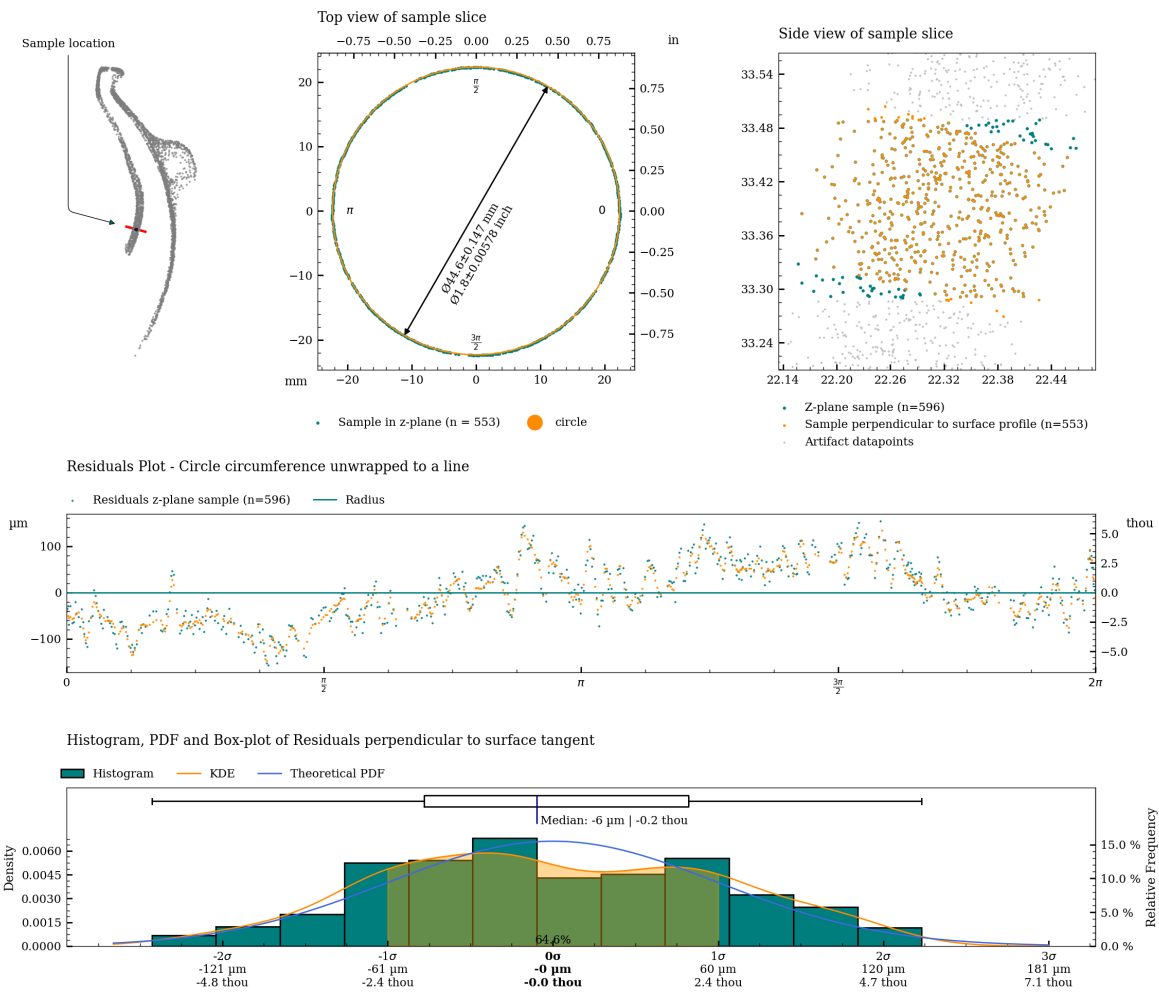 Top view of sample slice
Side view of sample slice
Sample location
−0.75 −0.50 −0.25 0.00 0.25 0.50 0.75
in
20
10
0
−10
−20
mm
−20 −10 0 10 20
0.75
0.50
0.25
0.00
−0.25
−0.50
−0.75
π/2
π
0
3π/2
Ø44.6±0.147 mm
Ø1.8±0.00578 inch
Sample in z-plane (n = 553)
circle
33.54
33.48
33.42
33.36
33.30
33.24
22.14 22.20 22.26 22.32 22.38 22.44
Z-plane sample (n=596)
Sample perpendicular to surface profile (n=553)
Artifact datapoints
Residuals Plot - Circle circumference unwrapped to a line
Residuals z-plane sample (n=596)
Radius
µm
thou
100
0
−100
5.0
2.5
0.0
−2.5
−5.0
0 π/2 π 3π/2 2π
Histogram, PDF and Box-plot of Residuals perpendicular to surface tangent
Histogram
KDE
Theoretical PDF
Median: -6 µm | -0.2 thou
Density
0.0060
0.0045
0.0030
0.0015
0.0000
Relative Frequency
15.0 %
10.0 %
5.0 %
0.0 %
64.6%
-2σ -1σ 0σ 1σ 2σ 3σ
-121 µm -61 µm -0 µm 60 µm 120 µm 181 µm
-4.8 thou -2.4 thou -0.0 thou 2.4 thou 4.7 thou 7.1 thou